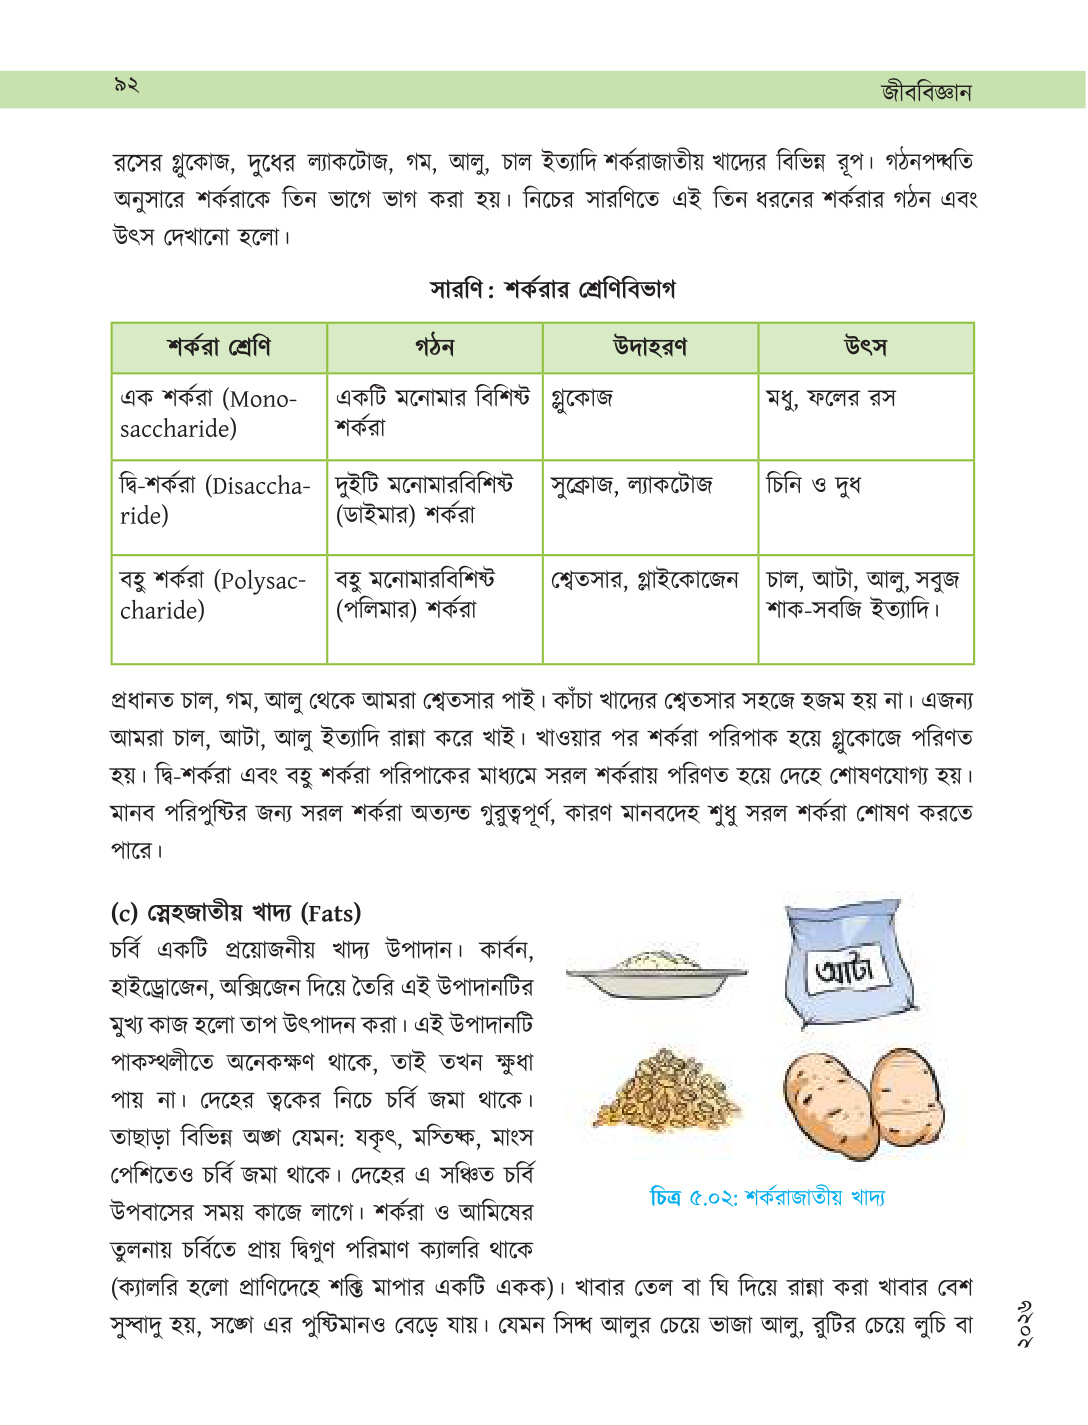 ৯২
জীববিজ্ঞান
রসের গ্লুকোজ, দুধের ল্যাকটোজ, গম, আলু, চাল ইত্যাদি শর্করাজাতীয় খাদ্যের বিভিন্ন রূপ। গঠনপদ্ধতি
অনুসারে শর্করাকে তিন ভাগে ভাগ করা হয়। নিচের সারণিতে এই তিন ধরনের শর্করার গঠন এবং
উৎস দেখানো হলো।
সারণি: শর্করার শ্রেণিবিভাগ
শর্করা শ্রেণি গঠন উদাহরণ উৎস
এক শর্করা (Mono- একটি মনোমার বিশিষ্ট গ্লুকোজ মধু, ফলের রস
saccharide) শর্করা
দ্বি-শর্করা (Disaccha- দুইটি মনোমারবিশিষ্ট সুক্রোজ, ল্যাকটোজ চিনি ও দুধ
ride) (ডাইমার) শর্করা
বহু শর্করা (Polysac- বহু মনোমারবিশিষ্ট শ্বেতসার, গ্লাইকোজেন চাল, আটা, আলু, সবুজ
charide) (পলিমার) শর্করা শাক-সবজি ইত্যাদি।
প্রধানত চাল, গম, আলু থেকে আমরা শ্বেতসার পাই। কাঁচা খাদ্যের শ্বেতসার সহজে হজম হয় না। এজন্য
আমরা চাল, আটা, আলু ইত্যাদি রান্না করে খাই। খাওয়ার পর শর্করা পরিপাক হয়ে গ্লুকোজে পরিণত
হয়। দ্বি-শর্করা এবং বহু শর্করা পরিপাকের মাধ্যমে সরল শর্করায় পরিণত হয়ে দেহে শোষণযোগ্য হয়।
মানব পরিপুষ্টির জন্য সরল শর্করা অত্যন্ত গুরুত্বপূর্ণ, কারণ মানবদেহ শুধু সরল শর্করা শোষণ করতে
পারে।
(c) স্নেহজাতীয় খাদ্য (Fats)
চর্বি একটি প্রয়োজনীয় খাদ্য উপাদান। কার্বন,
হাইড্রোজেন, অক্সিজেন দিয়ে তৈরি এই উপাদানটির
মুখ্য কাজ হলো তাপ উৎপাদন করা। এই উপাদানটি
পাকস্থলীতে অনেকক্ষণ থাকে, তাই তখন ক্ষুধা
পায় না। দেহের ত্বকের নিচে চর্বি জমা থাকে।
তাছাড়া বিভিন্ন অঙ্গ যেমন: যকৃৎ, মস্তিষ্ক, মাংস
পেশিতেও চর্বি জমা থাকে। দেহের এ সঞ্চিত চর্বি
উপবাসের সময় কাজে লাগে। শর্করা ও আমিষের
তুলনায় চর্বিতে প্রায় দ্বিগুণ পরিমাণ ক্যালরি থাকে
(ক্যালরি হলো প্রাণিদেহে শক্তি মাপার একটি একক)। খাবার তেল বা ঘি দিয়ে রান্না করা খাবার বেশ
সুস্বাদু হয়, সঙ্গে এর পুষ্টিমানও বেড়ে যায়। যেমন সিদ্ধ আলুর চেয়ে ভাজা আলু, রুটির চেয়ে লুচি বা
আটা
চিত্র ৫.০২: শর্করাজাতীয় খাদ্য
২০২৬